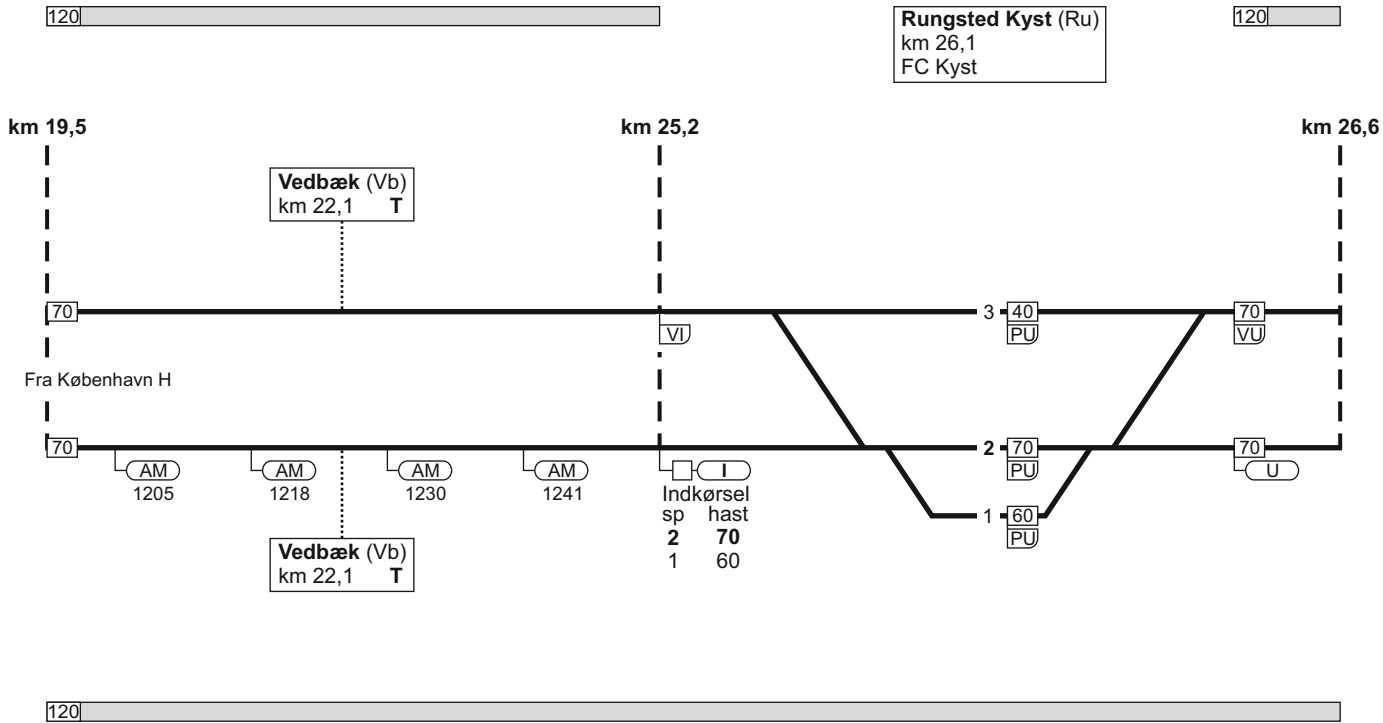 120
Rungsted Kyst (Ru)
km 26,1
FC Kyst
120
km 19,5
km 25,2
km 26,6
Vedbæk (Vb)
km 22,1 T
70
3
40
70
VI
PU
VU
Fra København H
70
2
70
70
AM
AM
AM
AM
I
PU
U
1205
1218
1230
1241
Indkørsel
sp hast
2 70
1 60
1
60
PU
Vedbæk (Vb)
km 22,1 T
120